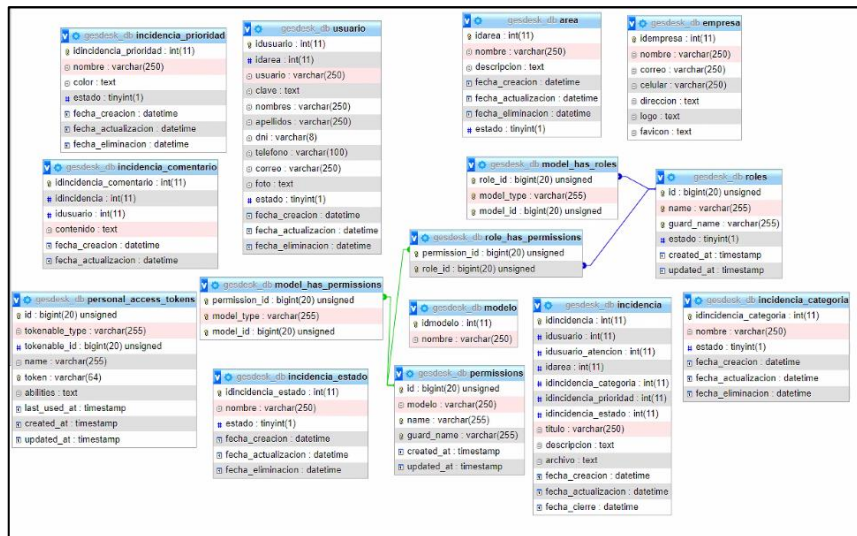 gesdesk_db incidencia_prioridad
idincidencia_prioridad : int(11)
nombre : varchar(250)
color : text
estado : tinyint(1)
fecha_creacion : datetime
fecha_actualizacion : datetime
fecha_eliminacion : datetime
gesdesk_db usuario
idusuario : int(11)
idarea : int(11)
usuario : varchar(250)
clave : text
nombres : varchar(250)
apellidos : varchar(250)
dni : varchar(8)
telefono : varchar(100)
correo : varchar(250)
foto : text
estado : tinyint(1)
fecha_creacion : datetime
fecha_actualizacion : datetime
fecha_eliminacion : datetime
gesdesk_db area
idarea : int(11)
nombre : varchar(250)
descripcion : text
fecha_creacion : datetime
fecha_actualizacion : datetime
fecha_eliminacion : datetime
estado : tinyint(1)
gesdesk_db empresa
idempresa : int(11)
nombre : varchar(250)
correo : varchar(250)
celular : varchar(250)
direccion : text
logo : text
favicon : text
gesdesk_db incidencia_comentario
idincidencia_comentario : int(11)
idincidencia : int(11)
idusuario : int(11)
contenido : text
fecha_creacion : datetime
fecha_actualizacion : datetime
gesdesk_db model_has_roles
role_id : bigint(20) unsigned
model_type : varchar(255)
model_id : bigint(20) unsigned
gesdesk_db roles
id : bigint(20) unsigned
name : varchar(255)
guard_name : varchar(255)
estado : tinyint(1)
created_at : timestamp
updated_at : timestamp
gesdesk_db role_has_permissions
permission_id : bigint(20) unsigned
role_id : bigint(20) unsigned
gesdesk_db personal_access_tokens
id : bigint(20) unsigned
tokenable_type : varchar(255)
tokenable_id : bigint(20) unsigned
name : varchar(255)
token : varchar(64)
abilities : text
last_used_at : timestamp
created_at : timestamp
updated_at : timestamp
gesdesk_db model_has_permissions
permission_id : bigint(20) unsigned
model_type : varchar(255)
model_id : bigint(20) unsigned
gesdesk_db modelo
idmodelo : int(11)
nombre : varchar(250)
gesdesk_db incidencia
idincidencia : int(11)
idusuario : int(11)
idusuario_atencion : int(11)
idarea : int(11)
idincidencia_categoria : int(11)
idincidencia_prioridad : int(11)
idincidencia_estado : int(11)
titulo : varchar(250)
descripcion : text
archivo : text
fecha_creacion : datetime
fecha_actualizacion : datetime
fecha_cierre : datetime
gesdesk_db incidencia_categoria
idincidencia_categoria : int(11)
nombre : varchar(250)
estado : tinyint(1)
fecha_creacion : datetime
fecha_actualizacion : datetime
fecha_eliminacion : datetime
gesdesk_db incidencia_estado
idincidencia_estado : int(11)
nombre : varchar(250)
estado : tinyint(1)
fecha_creacion : datetime
fecha_actualizacion : datetime
fecha_eliminacion : datetime
gesdesk_db permissions
id : bigint(20) unsigned
modelo : varchar(250)
name : varchar(255)
guard_name : varchar(255)
created_at : timestamp
updated_at : timestamp